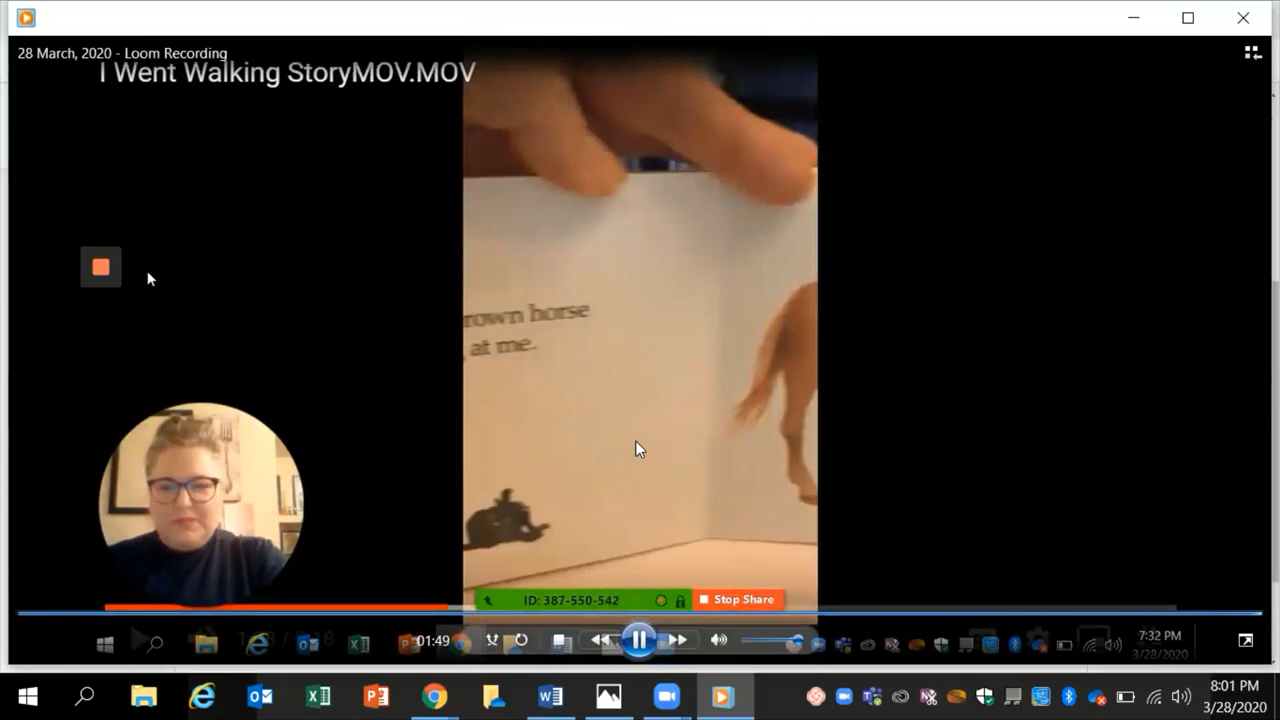 28 March, 2020 - Loom Recording
I Went Walking StoryMOV.MOV
rown horse
at me.
ID: 387-550-542
Stop Share
01:49
7:32 PM
3/28/2020
8:01 PM
3/28/2020